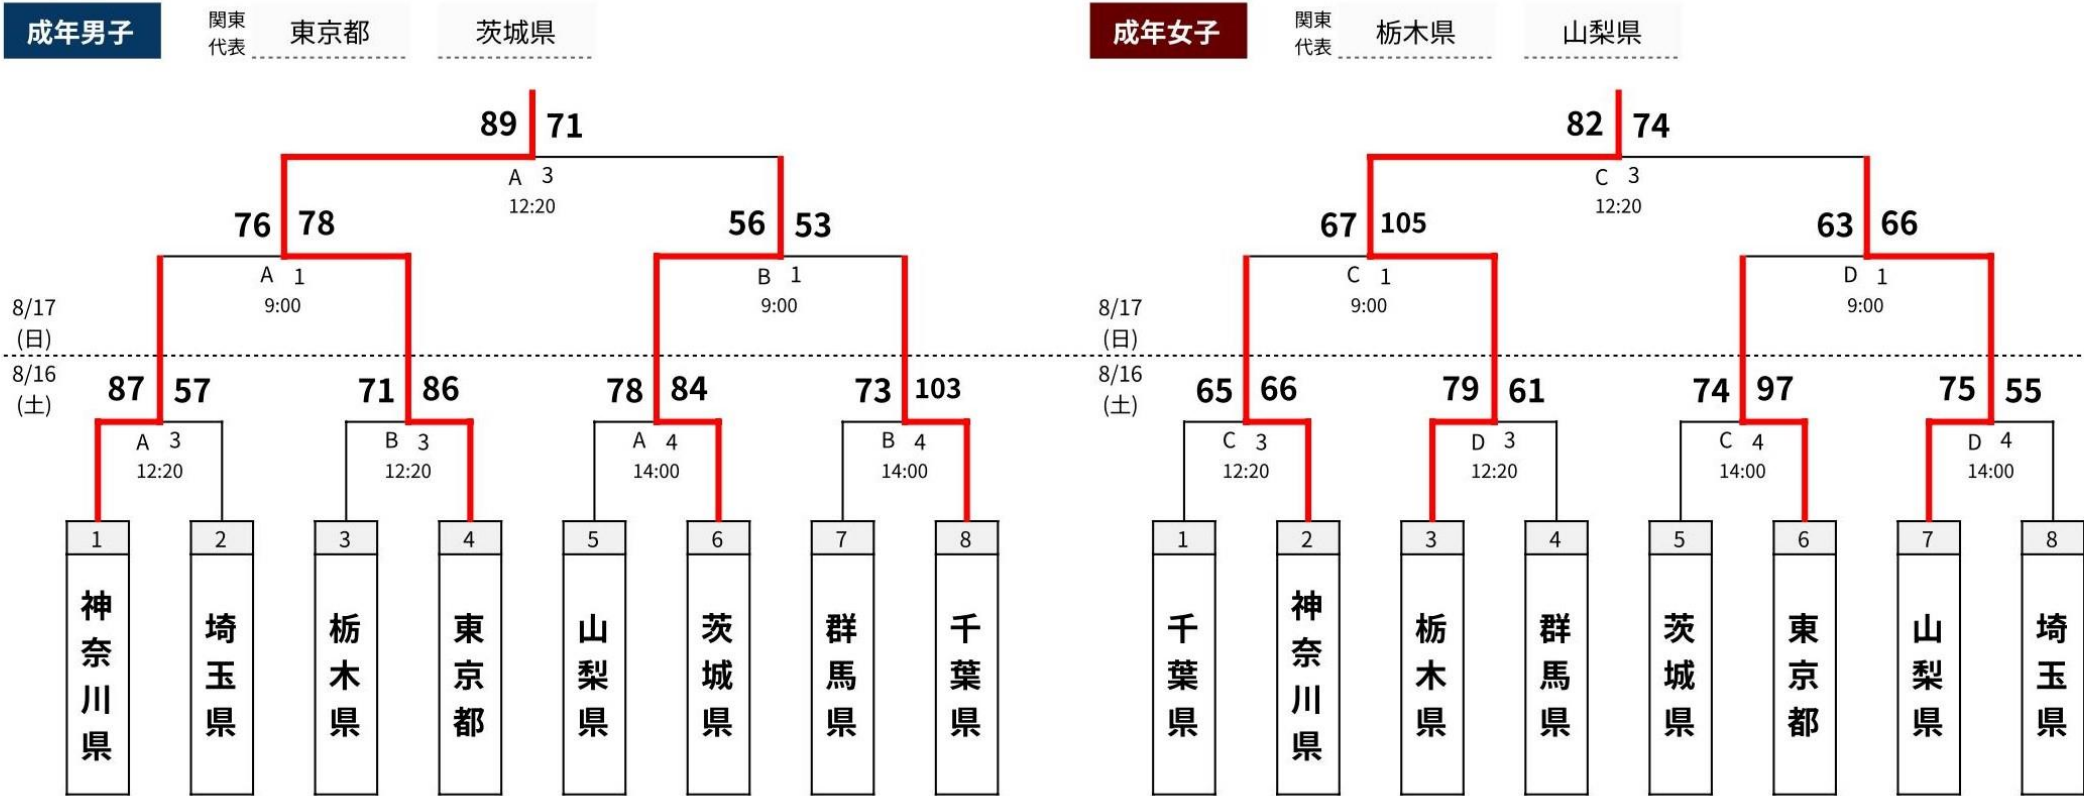 成年男子
関東
代表
東京都
茨城県
89 71
A 3
12:20
76 78
56 53
A 1
9:00
B 1
9:00
8/17
(日)
8/16
(土)
87 57
71 86
78 84
73 103
A 3
12:20
B 3
12:20
A 4
14:00
B 4
14:00
1 2 3 4 5 6 7 8
神奈川県
埼玉県
栃木県
東京都
山梨県
茨城県
群馬県
千葉県
成年女子
関東
代表
栃木県
山梨県
82 74
C 3
12:20
67 105
63 66
C 1
9:00
D 1
9:00
8/17
(日)
8/16
(土)
65 66
79 61
74 97
75 55
C 3
12:20
D 3
12:20
C 4
14:00
D 4
14:00
1 2 3 4 5 6 7 8
千葉県
神奈川県
栃木県
群馬県
茨城県
東京都
山梨県
埼玉県